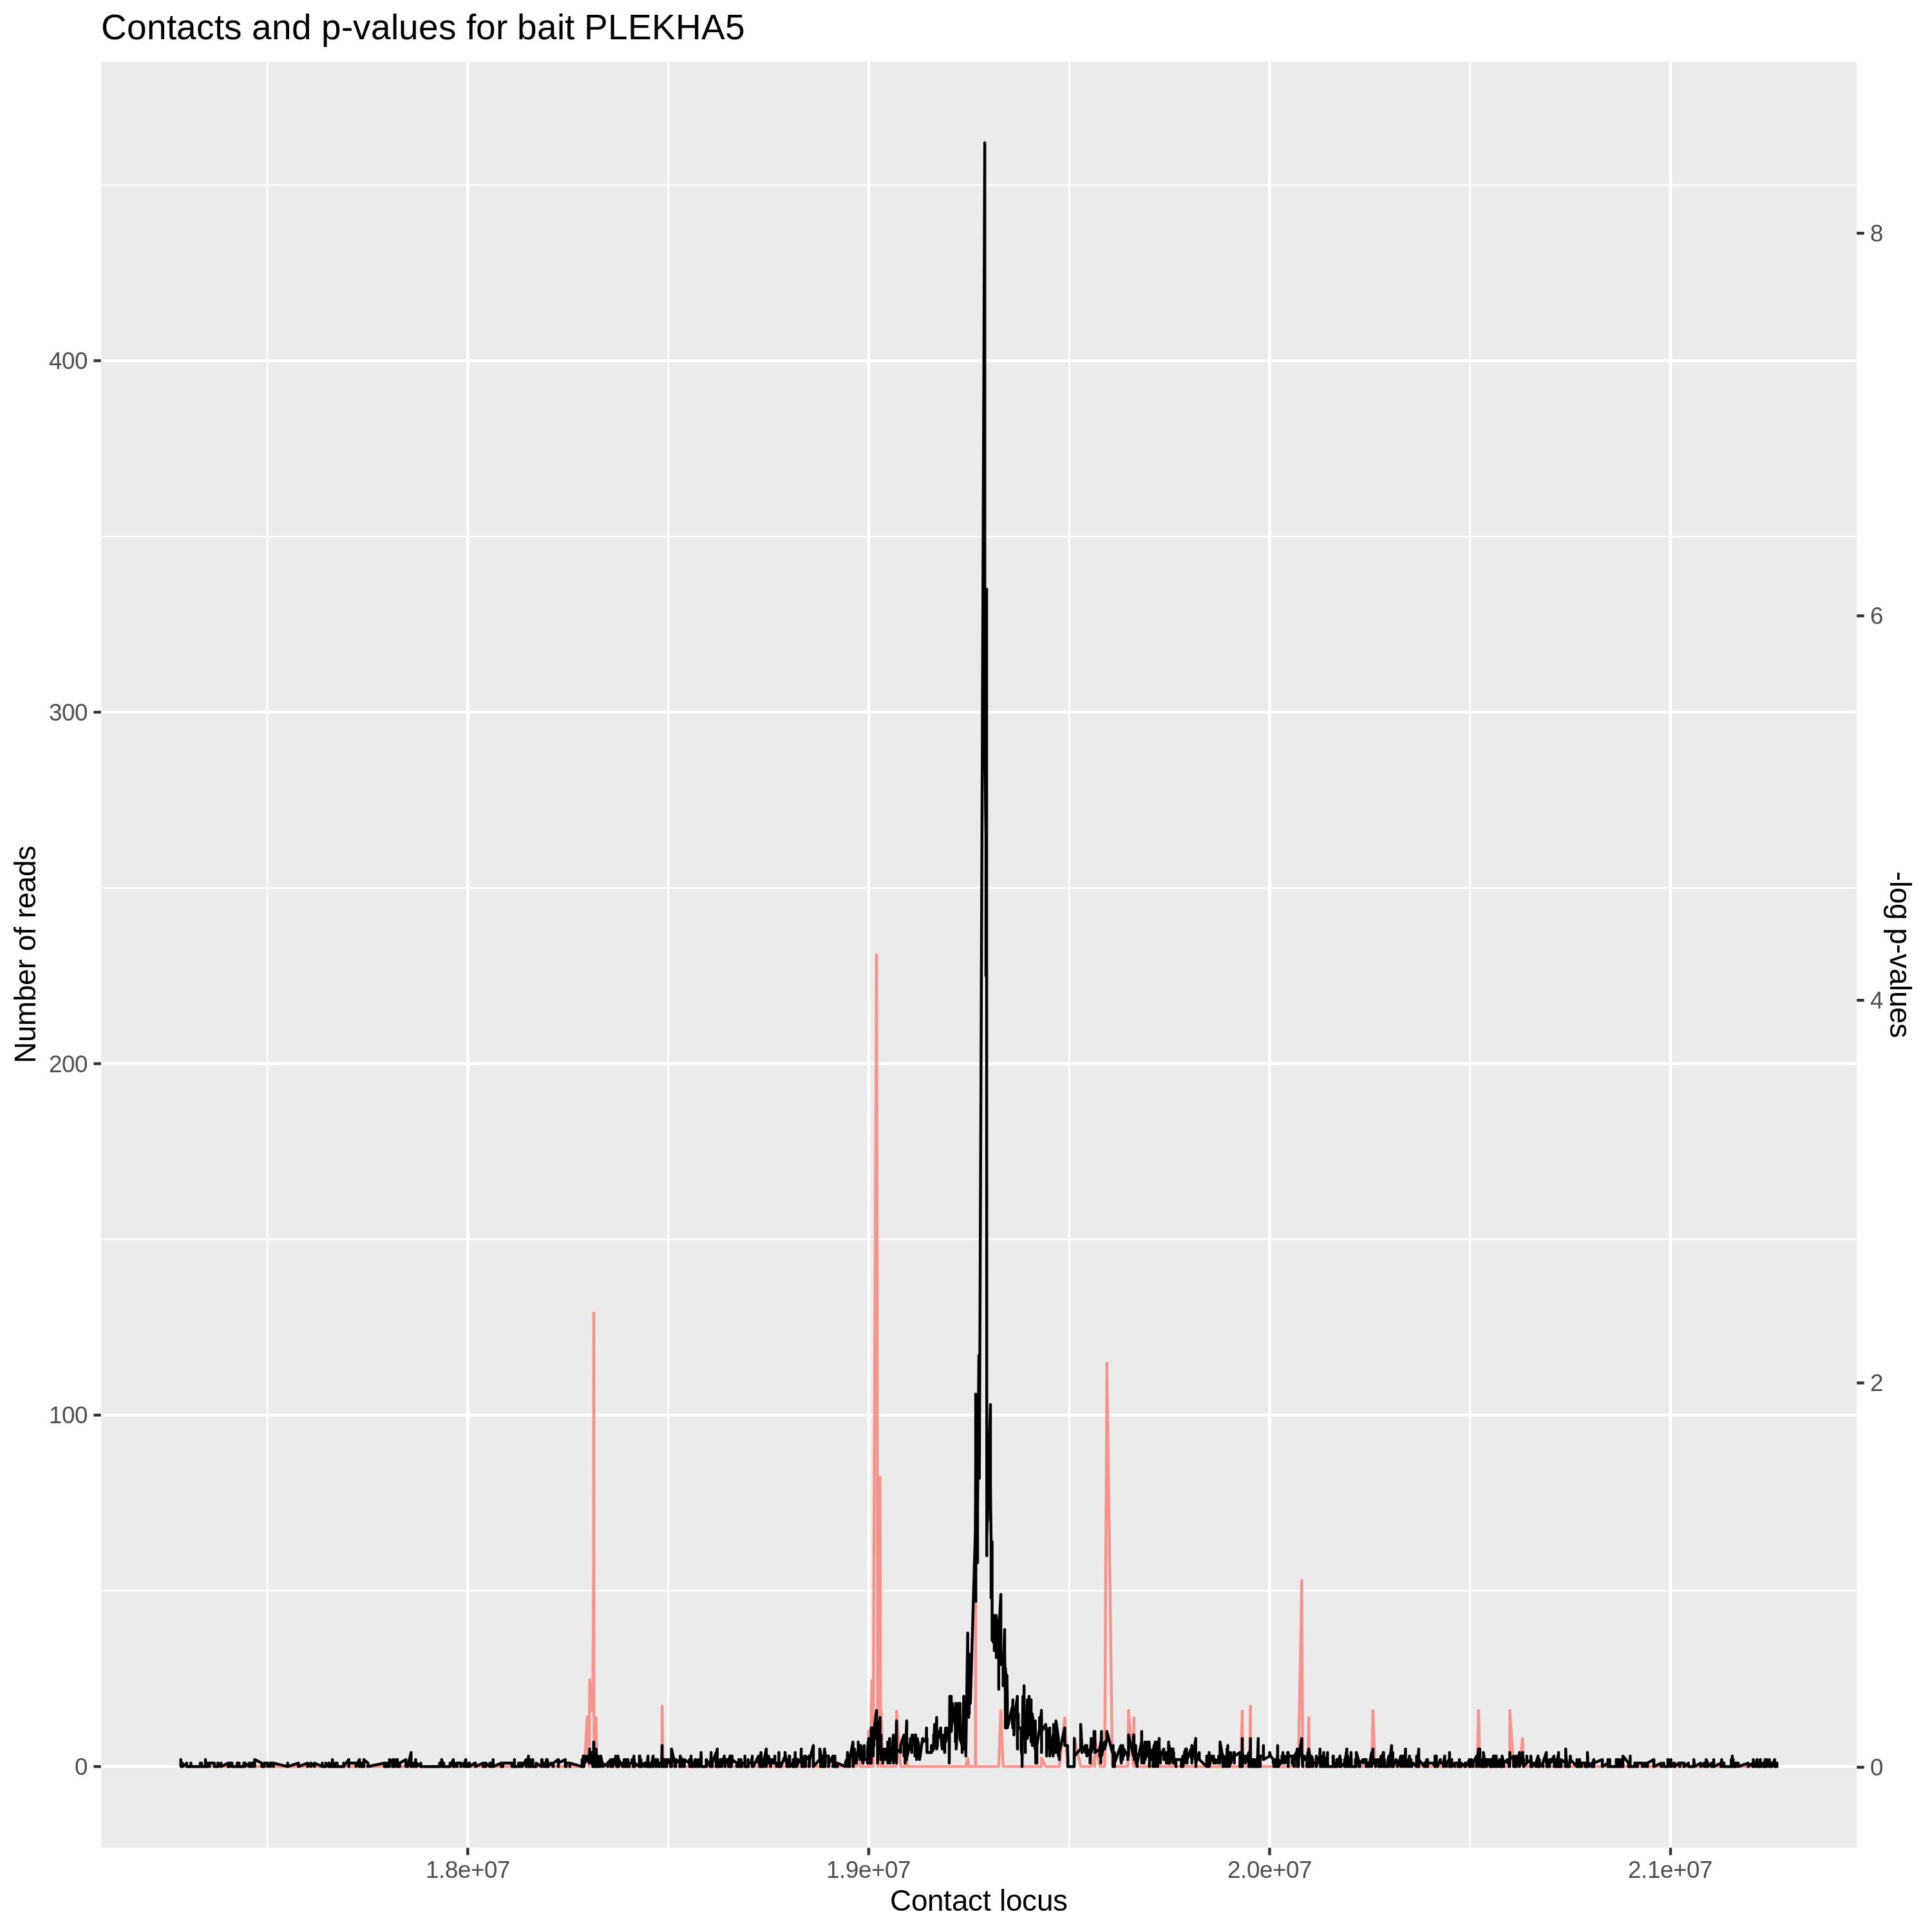 Contacts and p-values for bait PLEKHA5
Number of reads
400
300
200
100
0
8
6
4
2
0
-log p-values
1.8e+07
1.9e+07
2.0e+07
2.1e+07
Contact locus